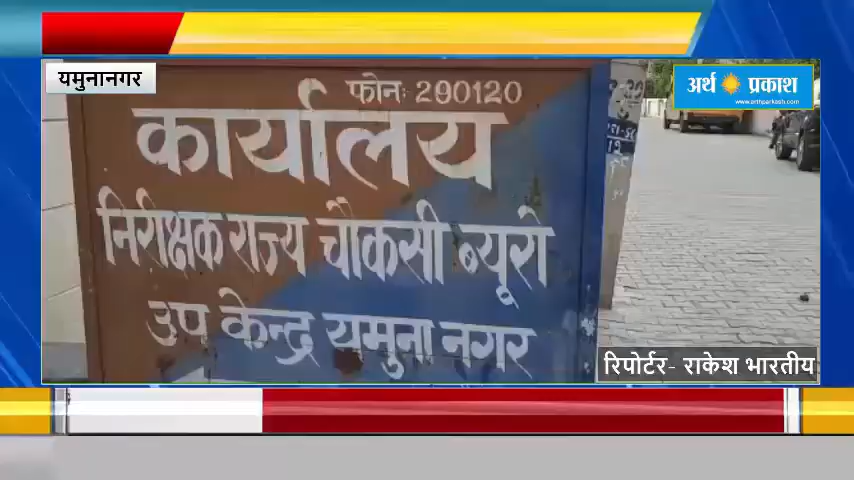 यमुनानगर
अर्थ प्रकाश
www.arthparkash.com
फोनः 290120
कार्यालय
निरीक्षक राज्य चौकसी ब्यूरो
उप केन्द्र यमुना नगर
रिपोर्टर- राकेश भारतीय